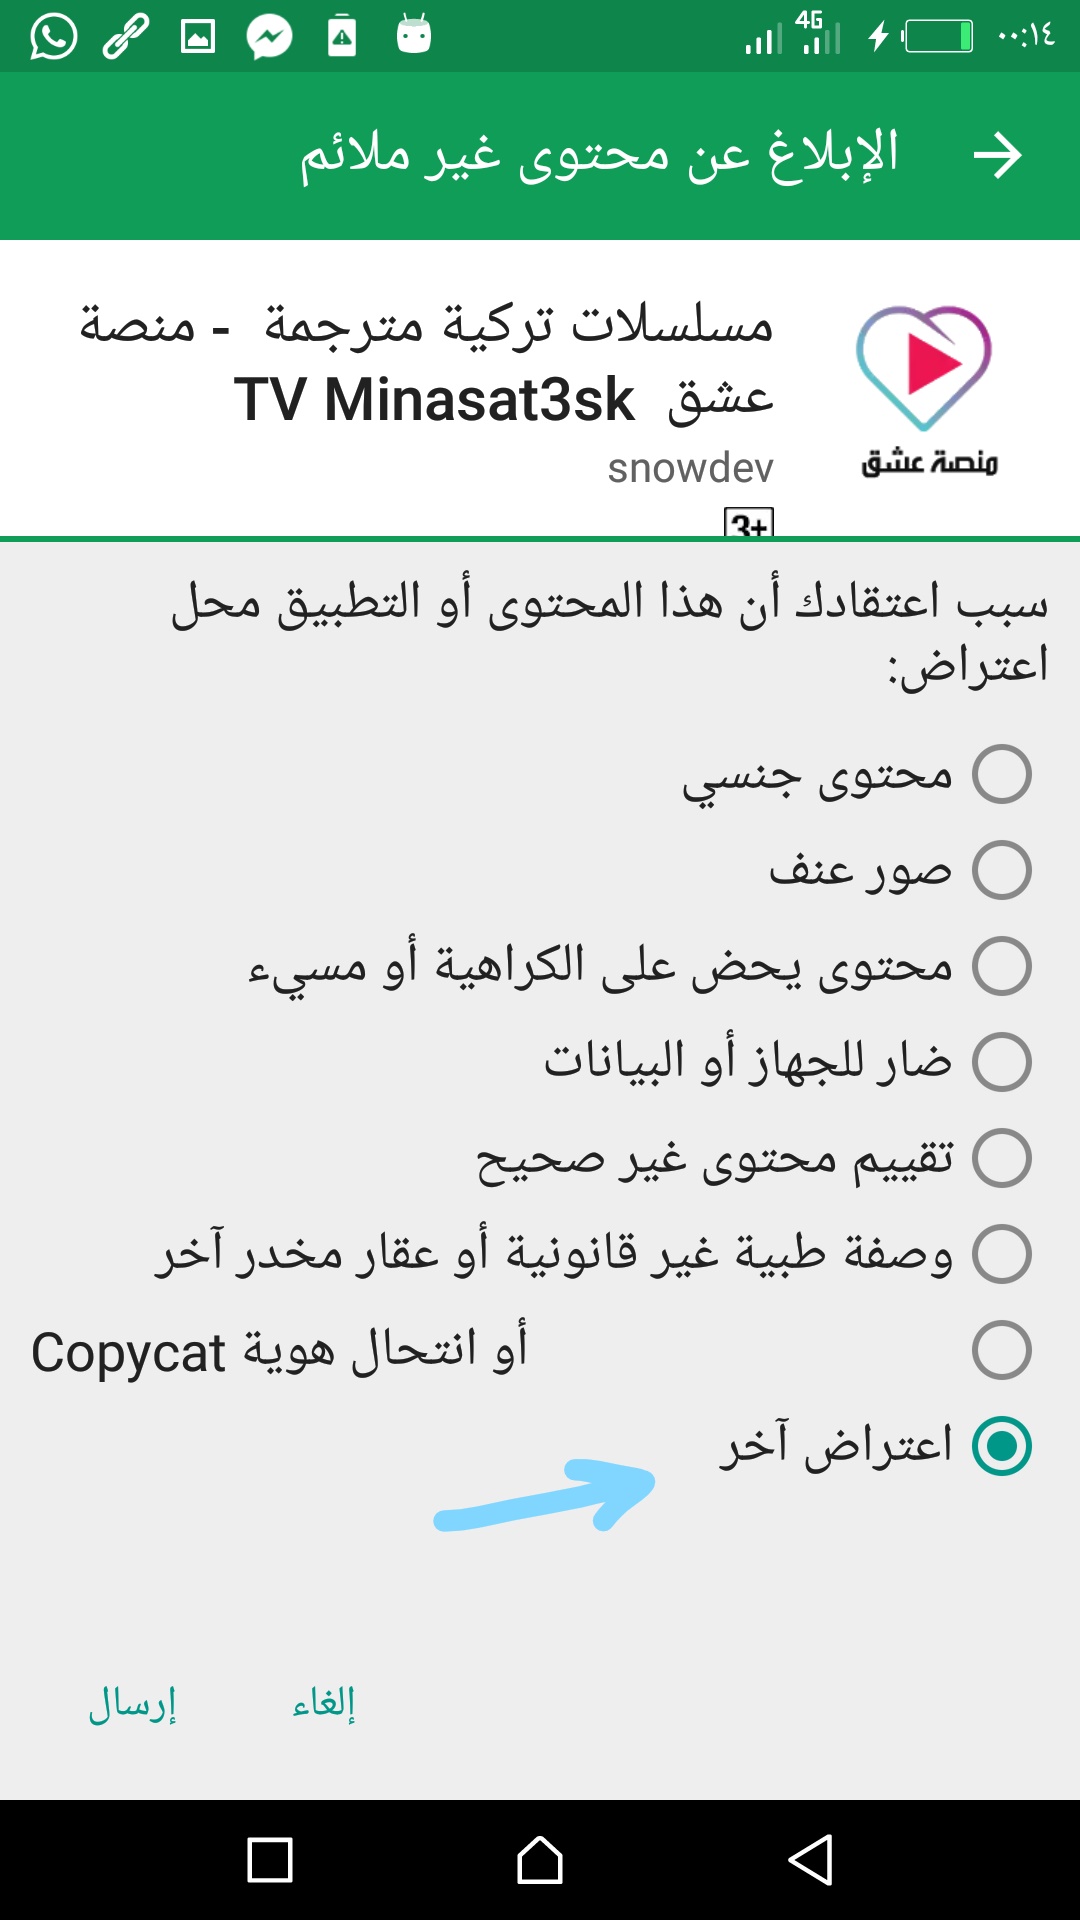 4G
٠٠:١٤
الإبلاغ عن محتوى غير ملائم
مسلسلات تركية مترجمة - منصة
عشق TV Minasat3sk
snowdev
3+
منصة عشق
سبب اعتقادك أن هذا المحتوى أو التطبيق محل
اعتراض:
محتوى جنسي
صور عنف
محتوى يحض على الكراهية أو مسيء
ضار للجهاز أو البيانات
تقييم محتوى غير صحيح
وصفة طبية غير قانونية أو عقار مخدر آخر
أو انتحال هوية Copycat
اعتراض آخر
إلغاء
إرسال